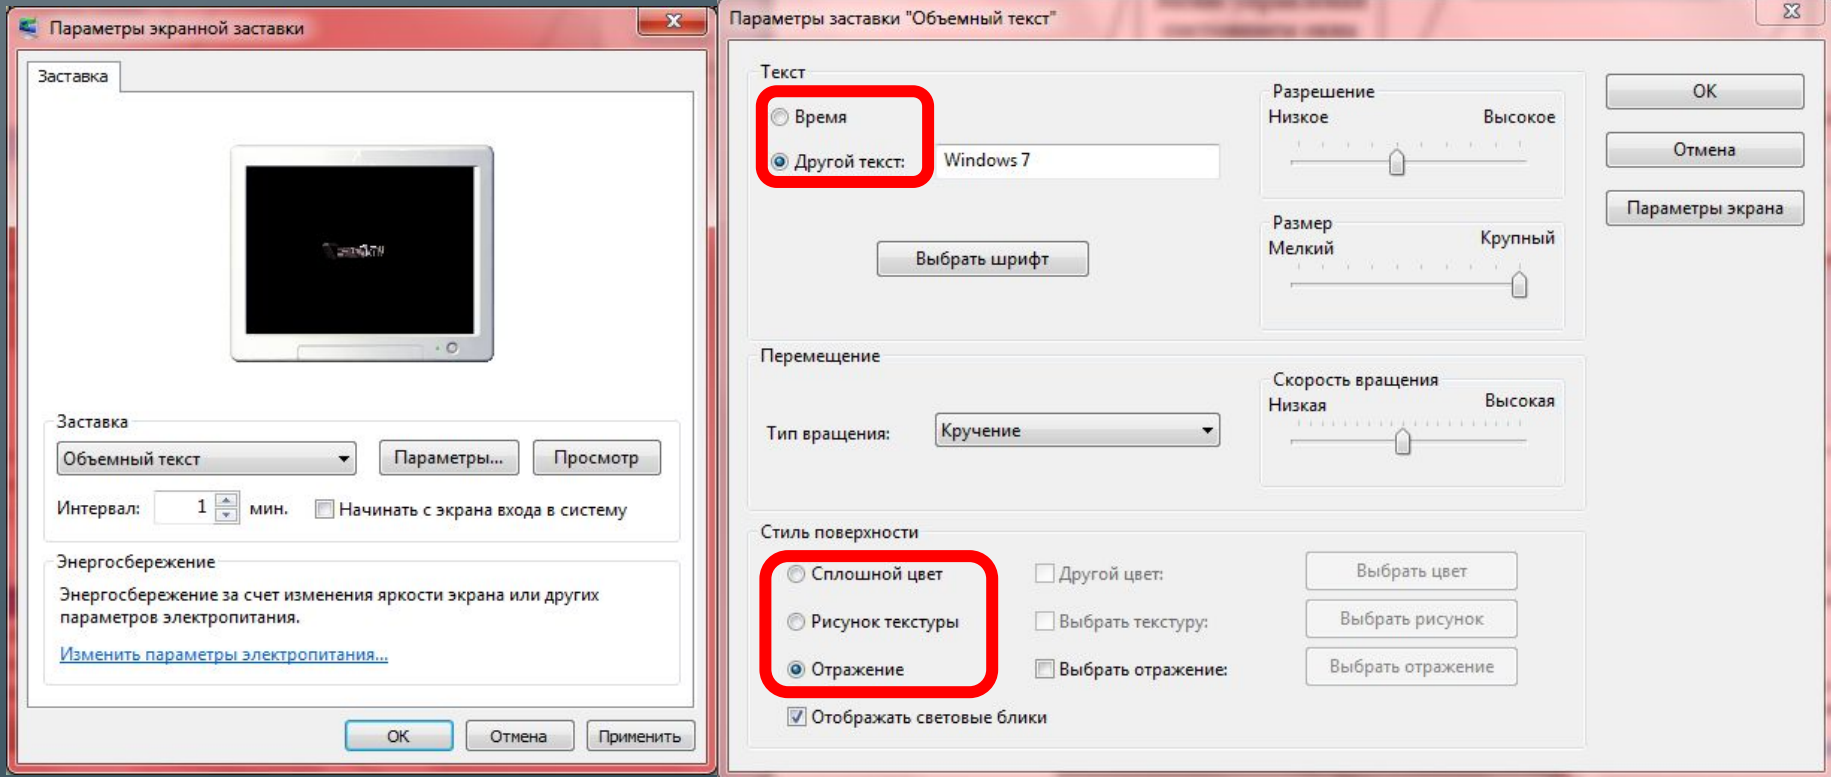 Параметры экранной заставки
Заставка
Заставка
Объемный текст
Параметры...
Просмотр
Интервал:
1
мин.
Начинать с экрана входа в систему
Энергосбережение
Энергосбережение за счет изменения яркости экрана или других
параметров электропитания.
Изменить параметры электропитания...
ОК
Отмена
Применить
Параметры заставки "Объемный текст"
Текст
Время
Другой текст:
Windows 7
Выбрать шрифт
Разрешение
Низкое
Высокое
Размер
Мелкий
Крупный
ОК
Отмена
Параметры экрана
Перемещение
Тип вращения:
Кручение
Скорость вращения
Низкая
Высокая
Стиль поверхности
Сплошной цвет
Другой цвет:
Выбрать цвет
Рисунок текстуры
Выбрать текстуру:
Выбрать рисунок
Отражение
Выбрать отражение:
Выбрать отражение
Отображать световые блики